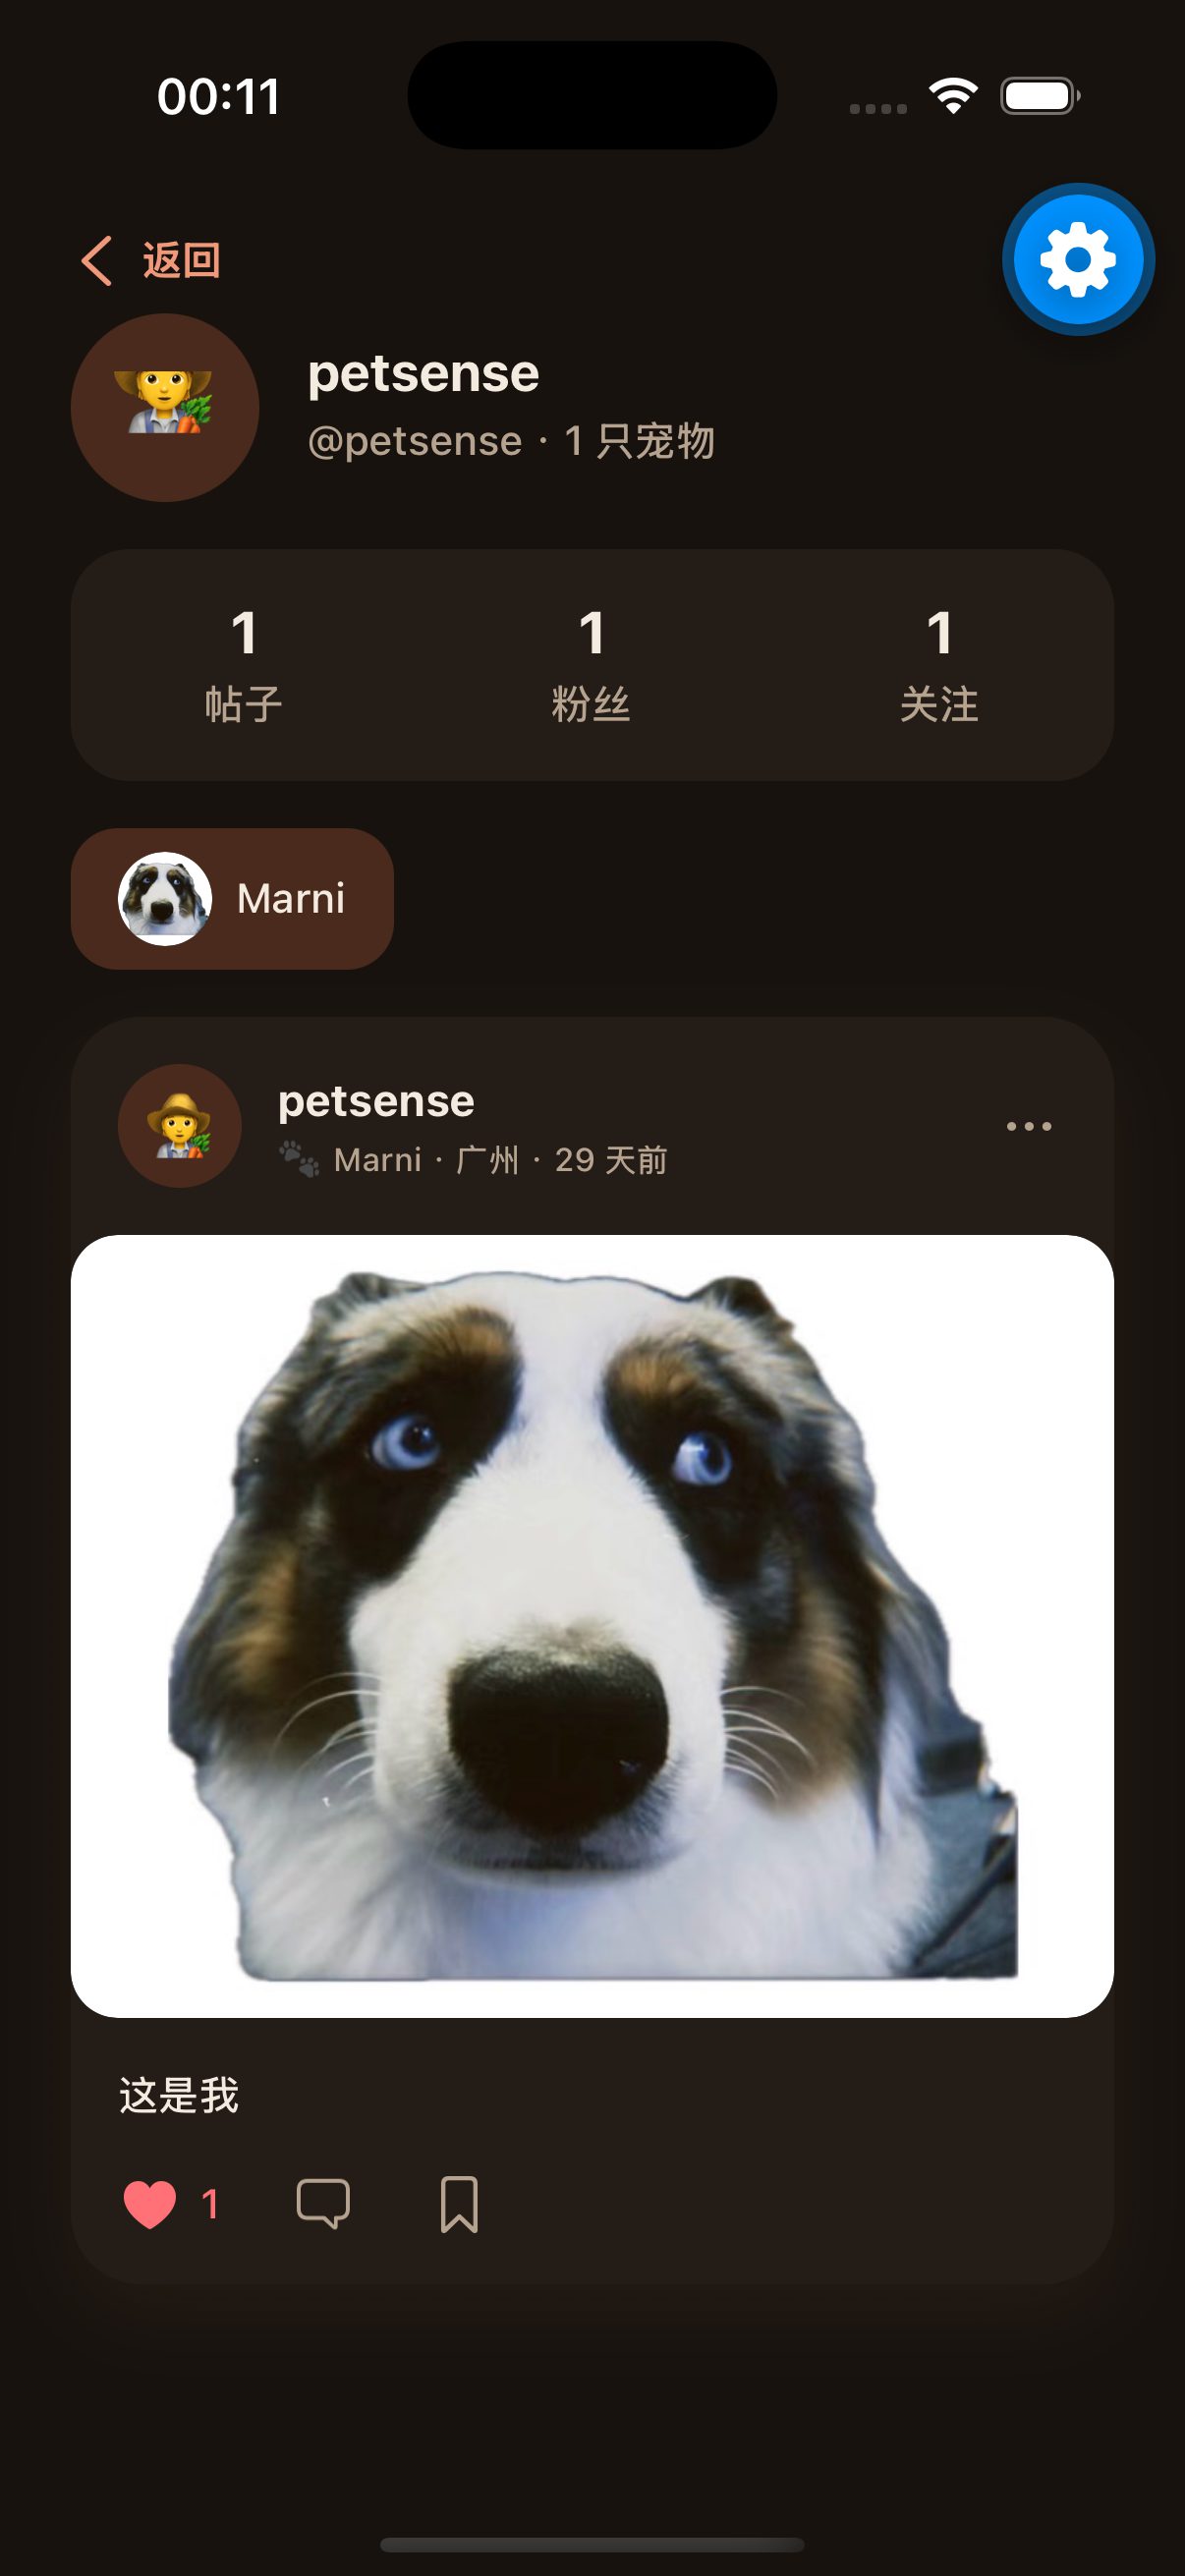 00:11
返回
petsense
@petsense · 1 只宠物
1 1 1
帖子 粉丝 关注
Marni
petsense
Marni · 广州 · 29 天前
这是我
1